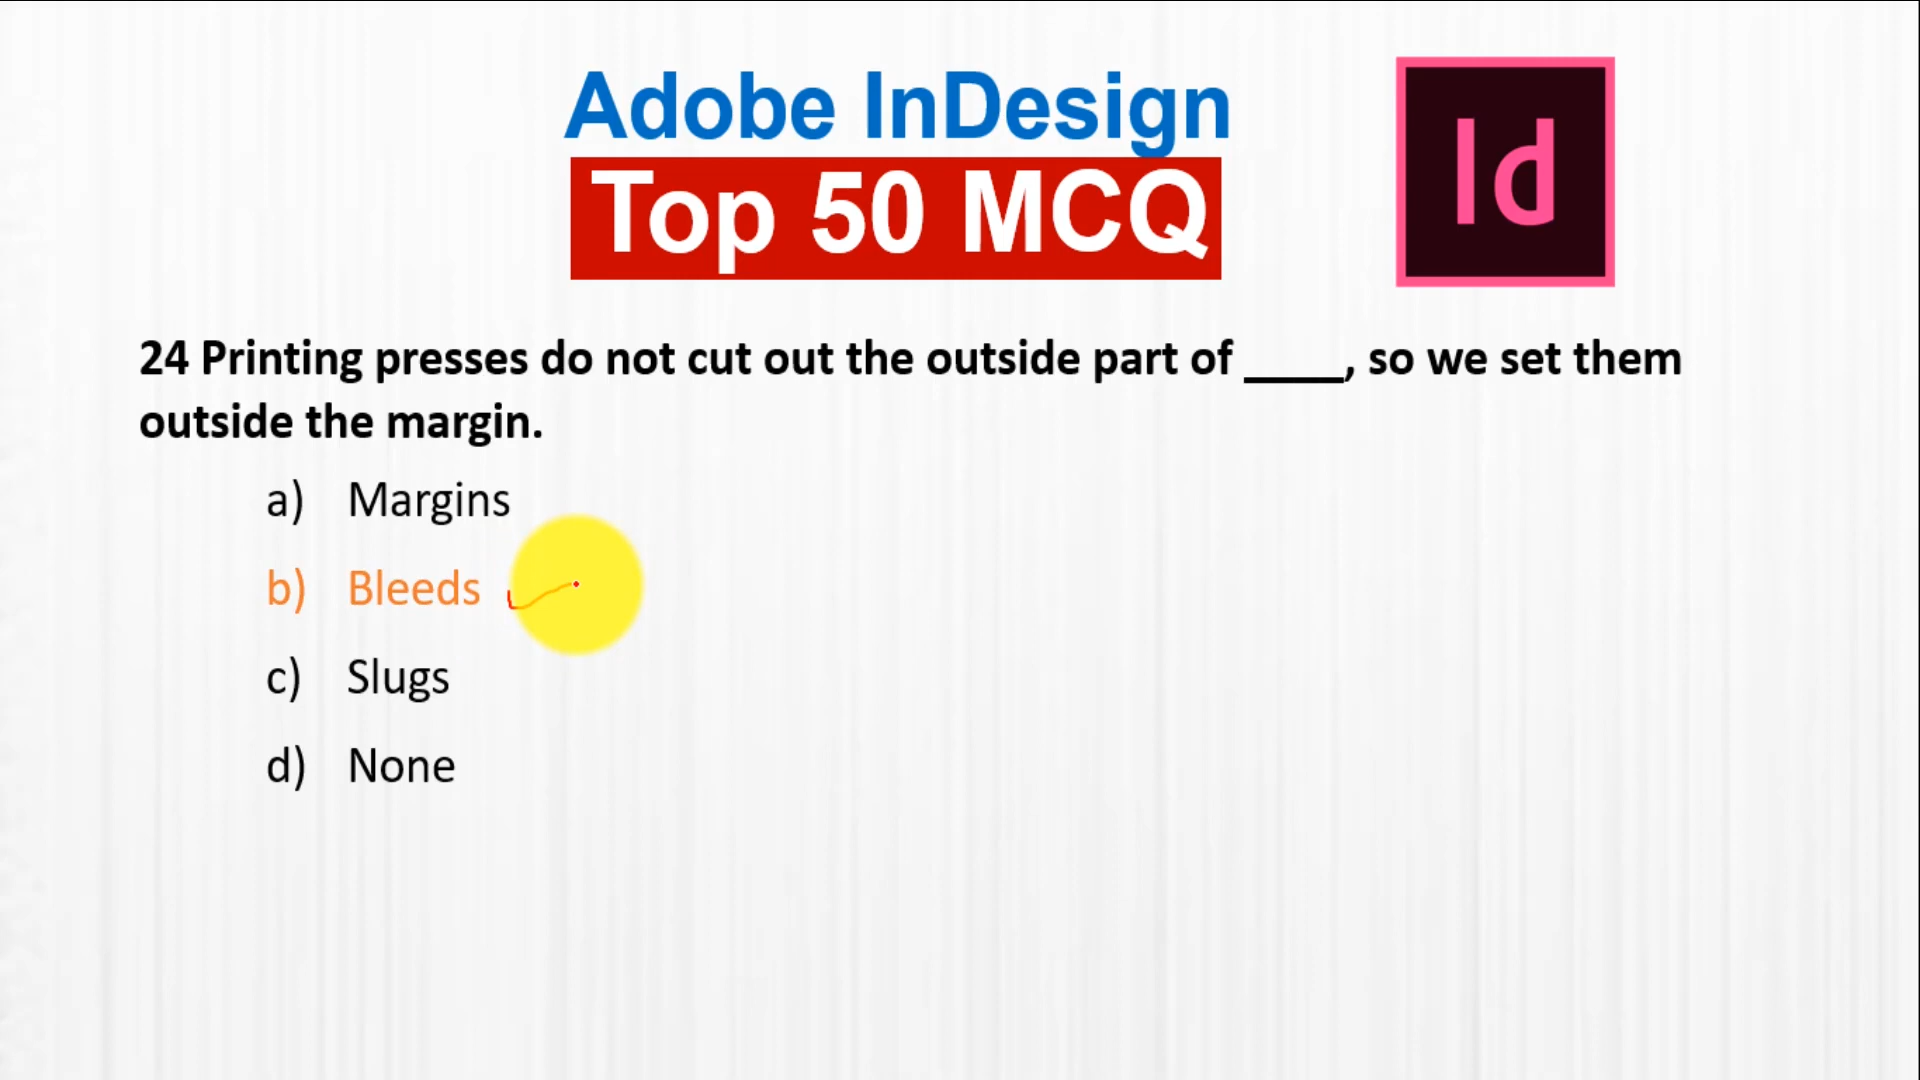 Adobe InDesign
Top 50 MCQ
Id
24 Printing presses do not cut out the outside part of ____, so we set them
outside the margin.
a) Margins
b) Bleeds
c) Slugs
d) None